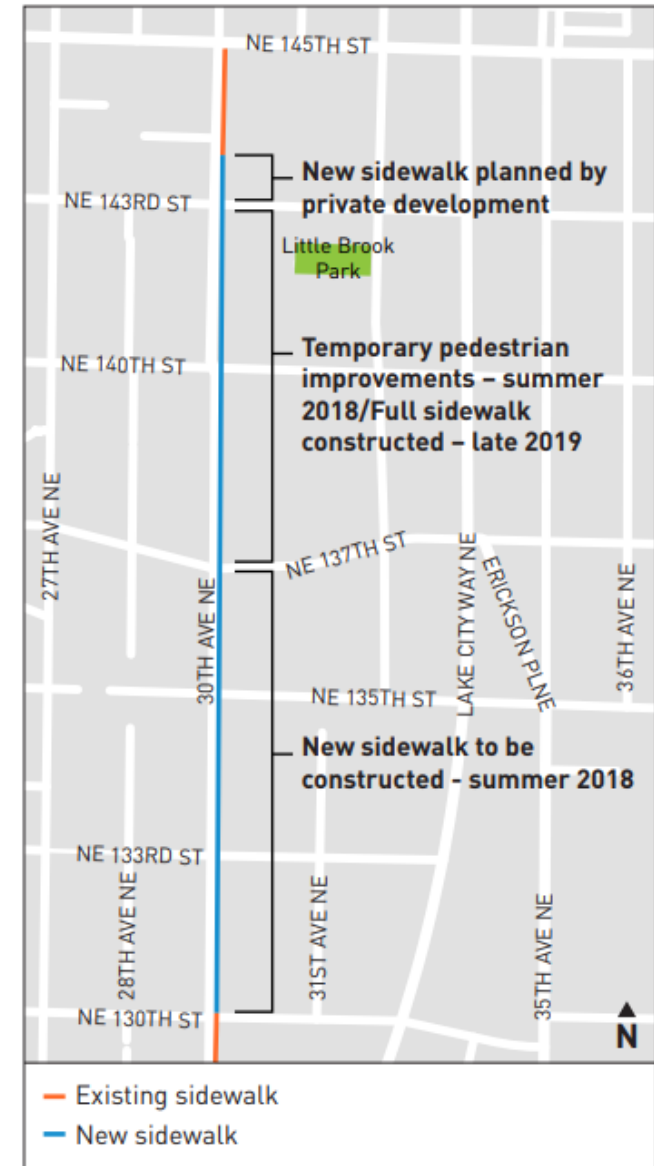 NE 145TH ST
New sidewalk planned by
private development
NE 143RD ST
Little Brook
Park
Temporary pedestrian
improvements – summer
2018/Full sidewalk
constructed – late 2019
NE 140TH ST
27TH AVE NE
NE 137TH ST
30TH AVE NE
LAKE CITY WAY NE
ERICKSON PLNE
36TH AVE NE
NE 135TH ST
New sidewalk to be
constructed - summer 2018
NE 133RD ST
28TH AVE NE
31ST AVE NE
35TH AVE NE
NE 130TH ST
N
Existing sidewalk
New sidewalk